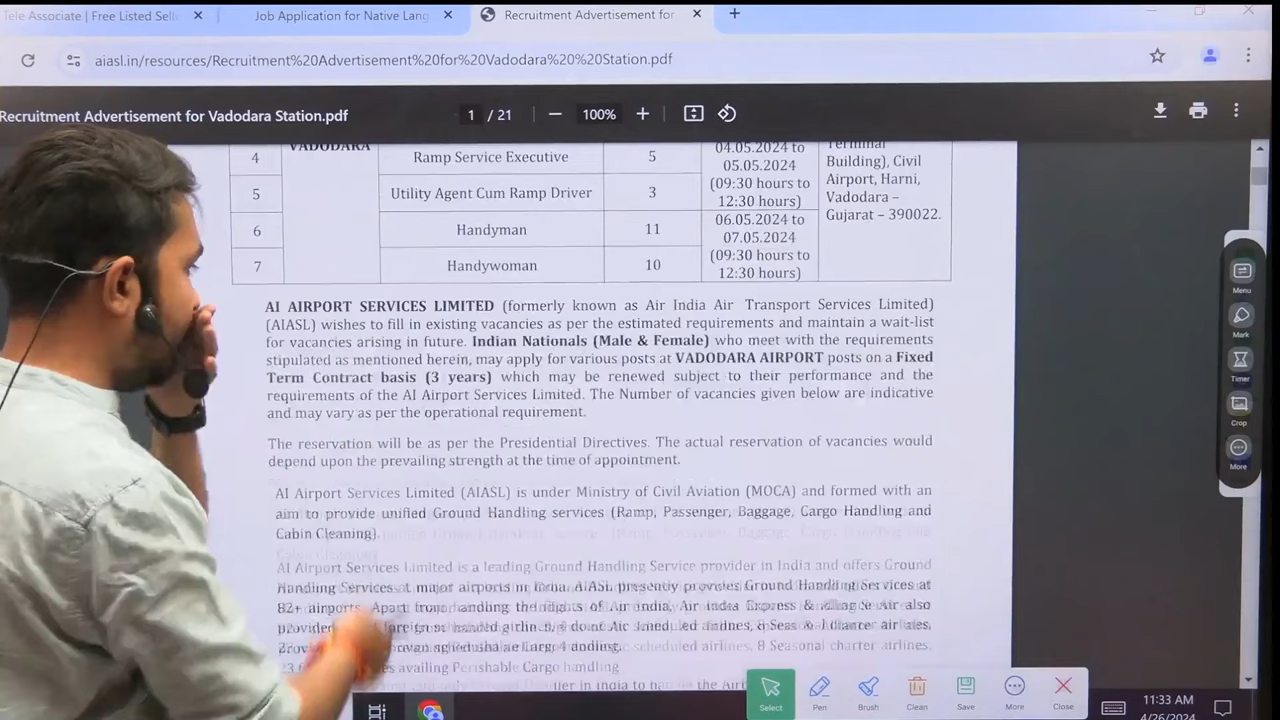 Tele Associate | Free Listed Sell
Job Application for Native Lang
Recruitment Advertisement for
aiasl.in/resources/Recruitment%20Advertisement%20for%20Vadodara%20%20Station.pdf
Recruitment Advertisement for Vadodara Station.pdf
1 / 21
100%
VADODARA
4 Ramp Service Executive 5
04.05.2024 to
05.05.2024
(09:30 hours to
12:30 hours)
5 Utility Agent Cum Ramp Driver 3
6 Handyman 11
06.05.2024 to
07.05.2024
(09:30 hours to
12:30 hours)
7 Handywoman 10
Terminal
Building), Civil
Airport, Harni,
Vadodara –
Gujarat – 390022.
AI AIRPORT SERVICES LIMITED (formerly known as Air India Air Transport Services Limited)
(AIASL) wishes to fill in existing vacancies as per the estimated requirements and maintain a wait-list
for vacancies arising in future. Indian Nationals (Male & Female) who meet with the requirements
stipulated as mentioned herein, may apply for various posts at VADODARA AIRPORT posts on a Fixed
Term Contract basis (3 years) which may be renewed subject to their performance and the
requirements of the AI Airport Services Limited. The Number of vacancies given below are indicative
and may vary as per the operational requirement.
The reservation will be as per the Presidential Directives. The actual reservation of vacancies would
depend upon the prevailing strength at the time of appointment.
AI Airport Services Limited (AIASL) is under Ministry of Civil Aviation (MOCA) and formed with an
aim to provide unified Ground Handling services (Ramp, Passenger, Baggage, Cargo Handling and
Cabin Cleaning).
AI Airport Services Limited is a leading Ground Handling Service provider in India and offers Ground
Handling Services at major airports in India. AIASL presently provides Ground Handling Services at
82+ airports. Apart from handling the flights of Air India, Air India Express & Air also
scheduled airlines, 8 Seasonal charter airlines,
availing Perishable Cargo handling
Menu
Mark
Timer
Crop
More
Select
Pen
Brush
Clean
Save
More
Close
11:33 AM
4/26/2024